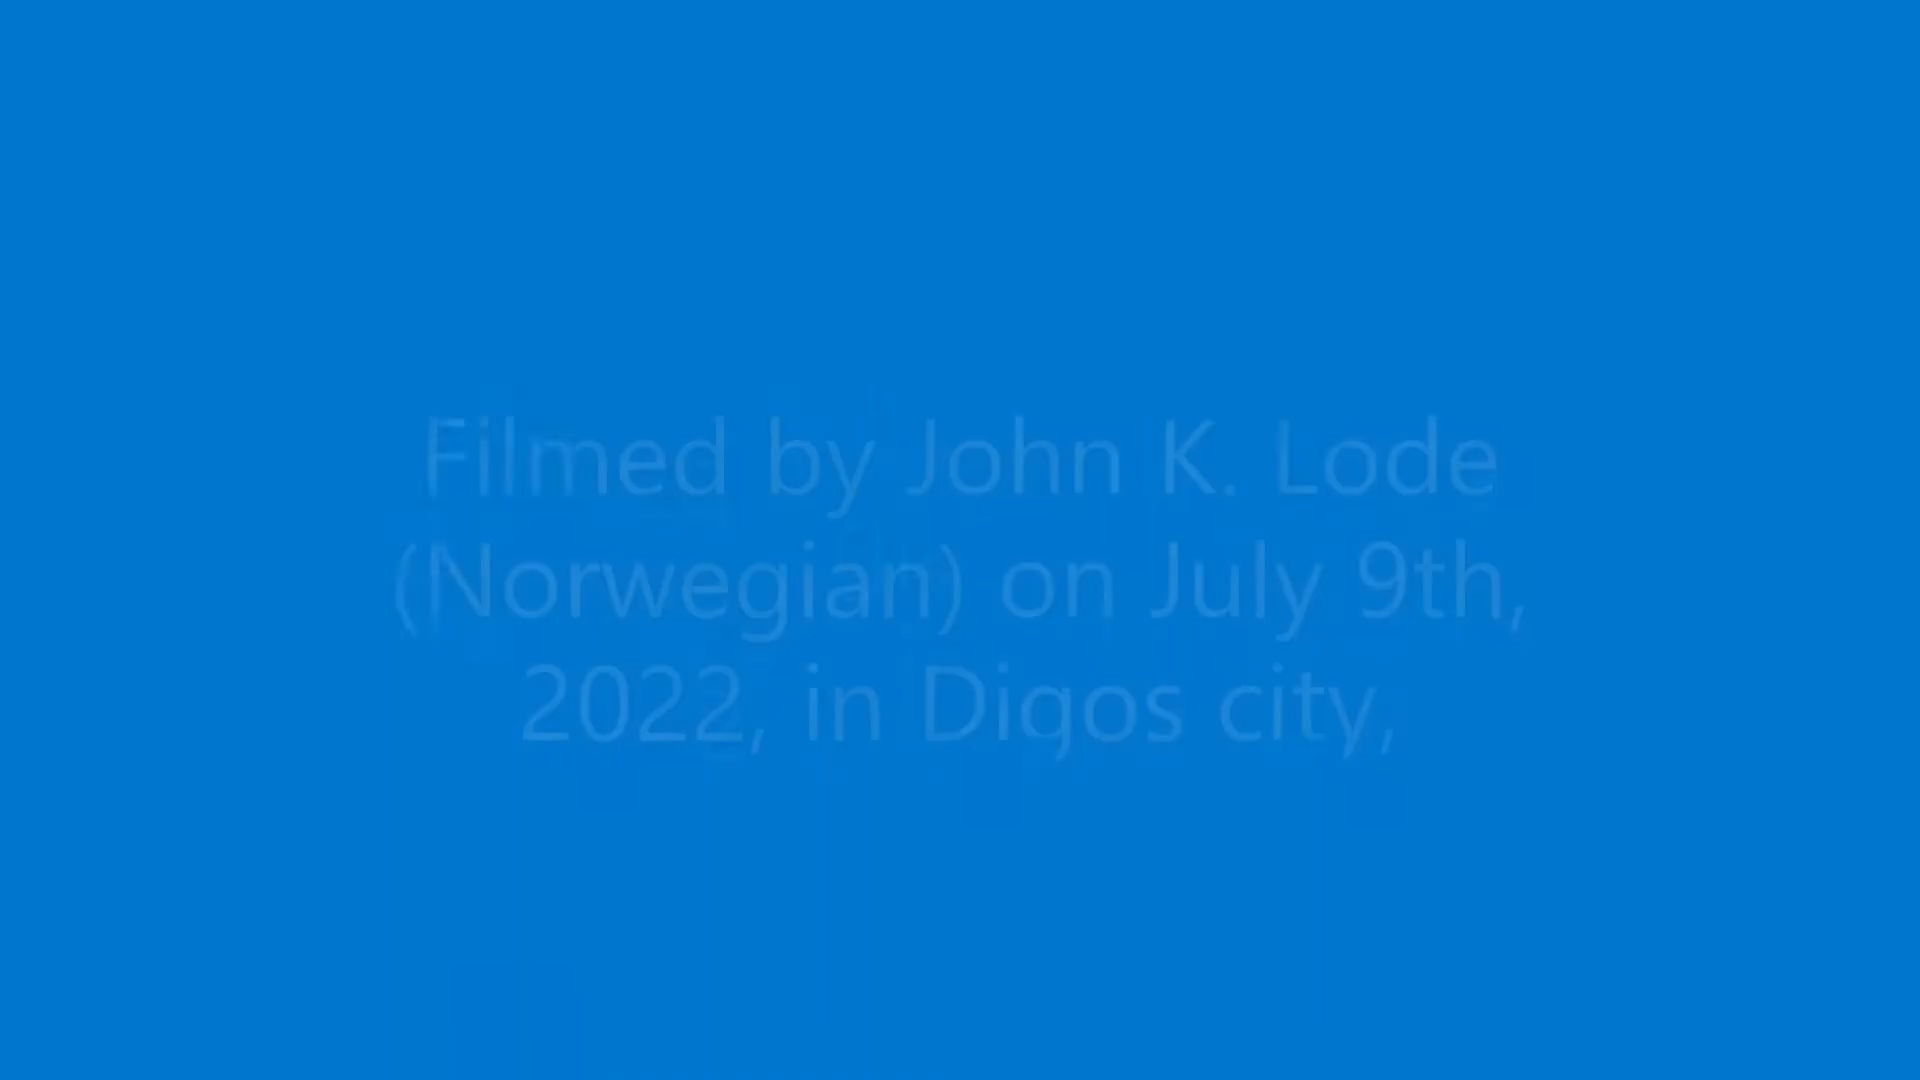 Filmed by John K. Lode
(Norwegian) on July 9th,
2022, in Digos city,